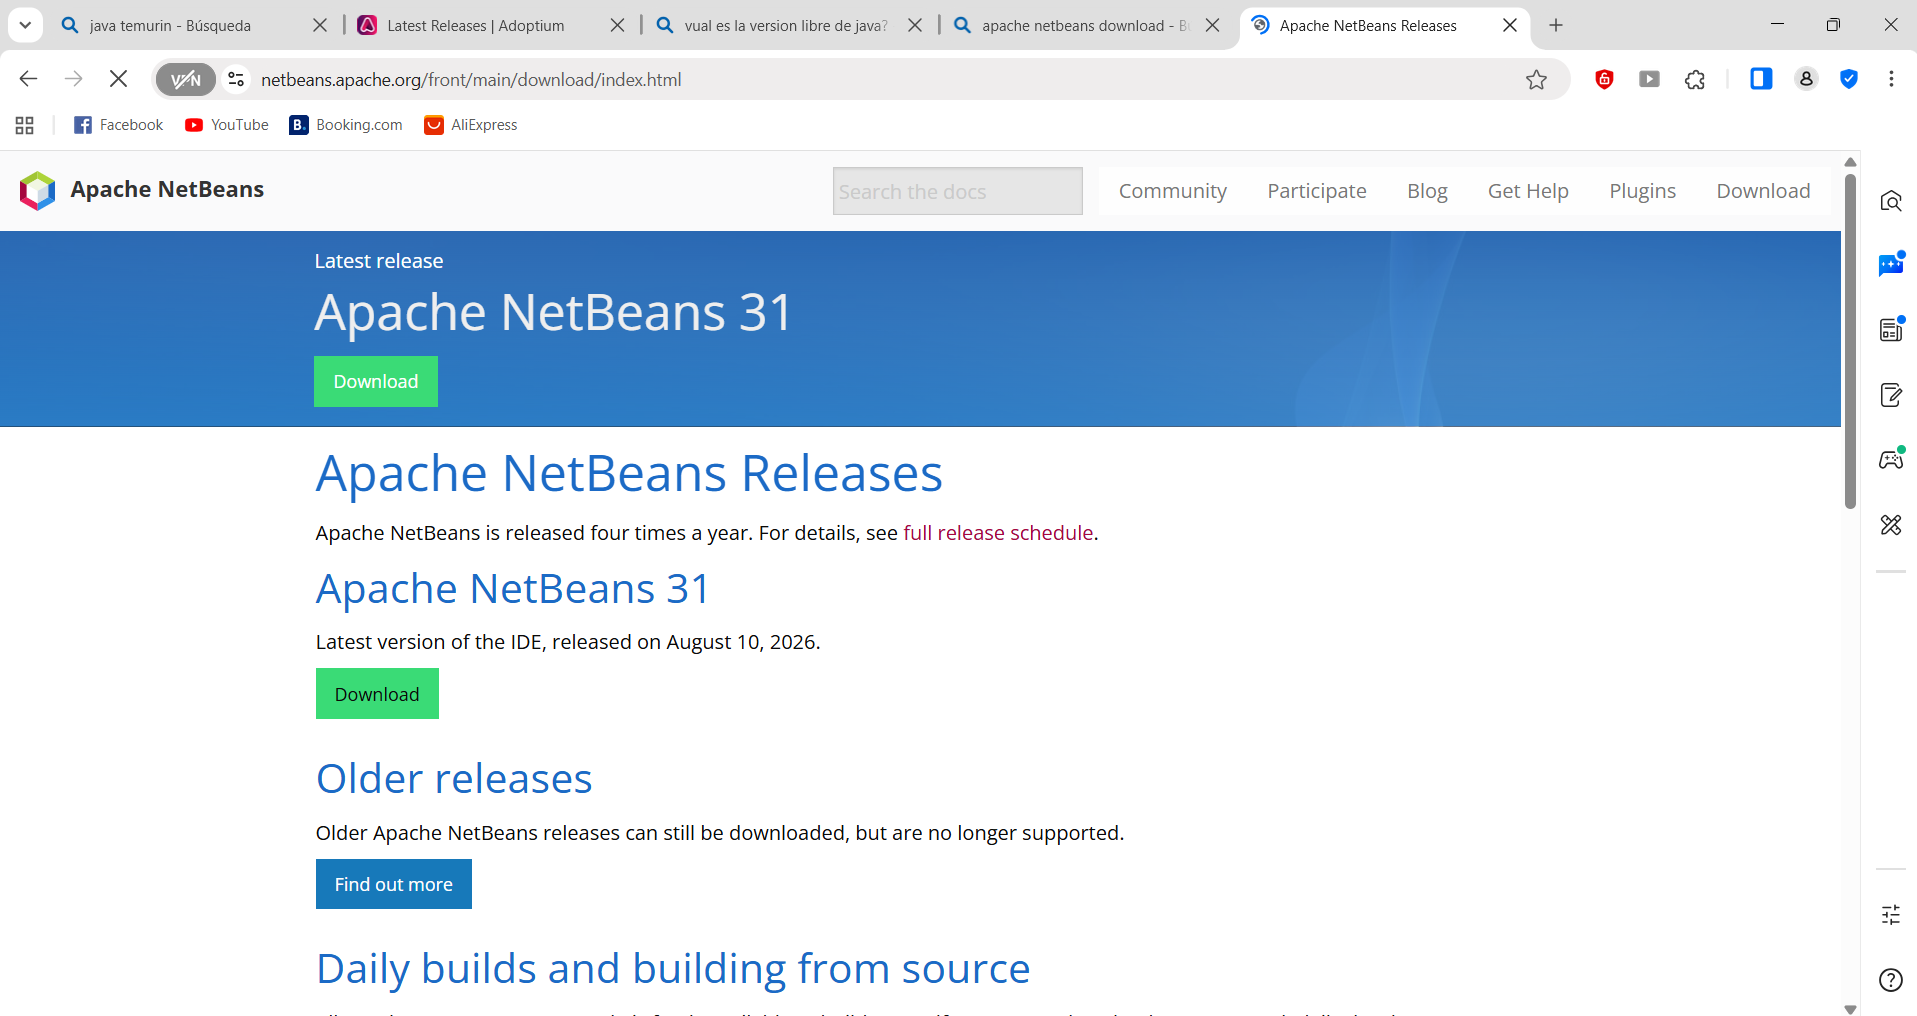 java temurin - Búsqueda
Latest Releases | Adoptium
vual es la version libre de java?
apache netbeans download - B
Apache NetBeans Releases
VPN
netbeans.apache.org/front/main/download/index.html
Facebook
YouTube
B. Booking.com
AliExpress
Apache NetBeans
Search the docs
Community
Participate
Blog
Get Help
Plugins
Download
Latest release
Apache NetBeans 31
Download
Apache NetBeans Releases
Apache NetBeans is released four times a year. For details, see full release schedule.
Apache NetBeans 31
Latest version of the IDE, released on August 10, 2026.
Download
Older releases
Older Apache NetBeans releases can still be downloaded, but are no longer supported.
Find out more
Daily builds and building from source